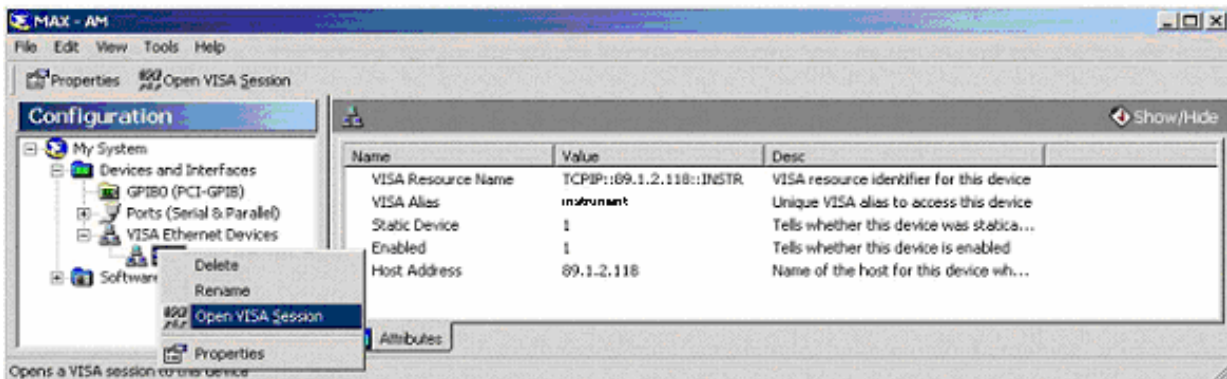 MAX - AM
File Edit View Tools Help
Properties Open VISA Session
Configuration
Show/Hide
My System
Devices and Interfaces
GPIB0 (PCI-GPIB)
Ports (Serial & Parallel)
VISA Ethernet Devices
Software
Delete
Rename
Open VISA Session
Properties
Name Value Desc
VISA Resource Name TCPIP::89.1.2.118::INSTR VISA resource identifier for this device
VISA Alias instrument Unique VISA alias to access this device
Static Device 1 Tells whether this device was statica...
Enabled 1 Tells whether this device is enabled
Host Address 89.1.2.118 Name of the host for this device wh...
Attributes
Opens a VISA session to this device